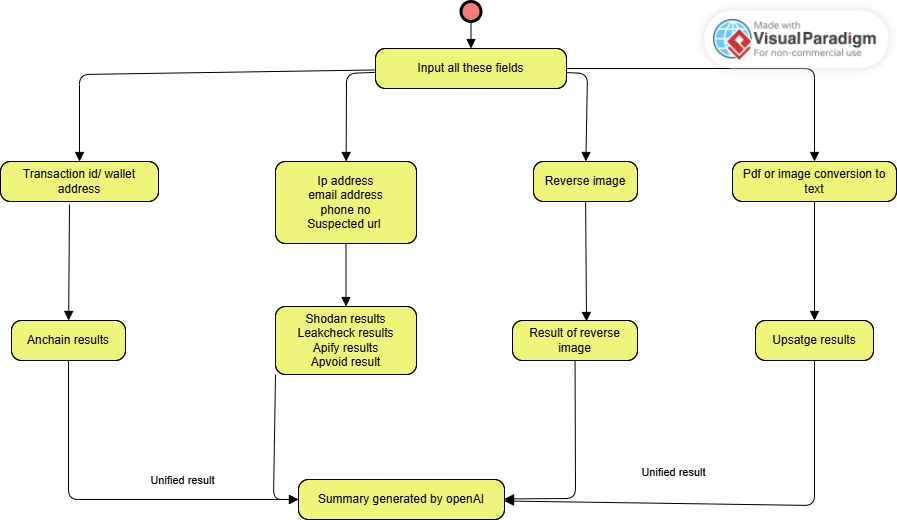 Made with
Visual Paradigm
For non-commercial use
Input all these fields
Transaction id/ wallet
address
Ip address
email address
phone no
Suspected url
Reverse image
Pdf or image conversion to
text
Anchain results
Shodan results
Leakcheck results
Apify results
Apvoid result
Result of reverse
image
Upsatge results
Unified result
Unified result
Summary generated by openAI